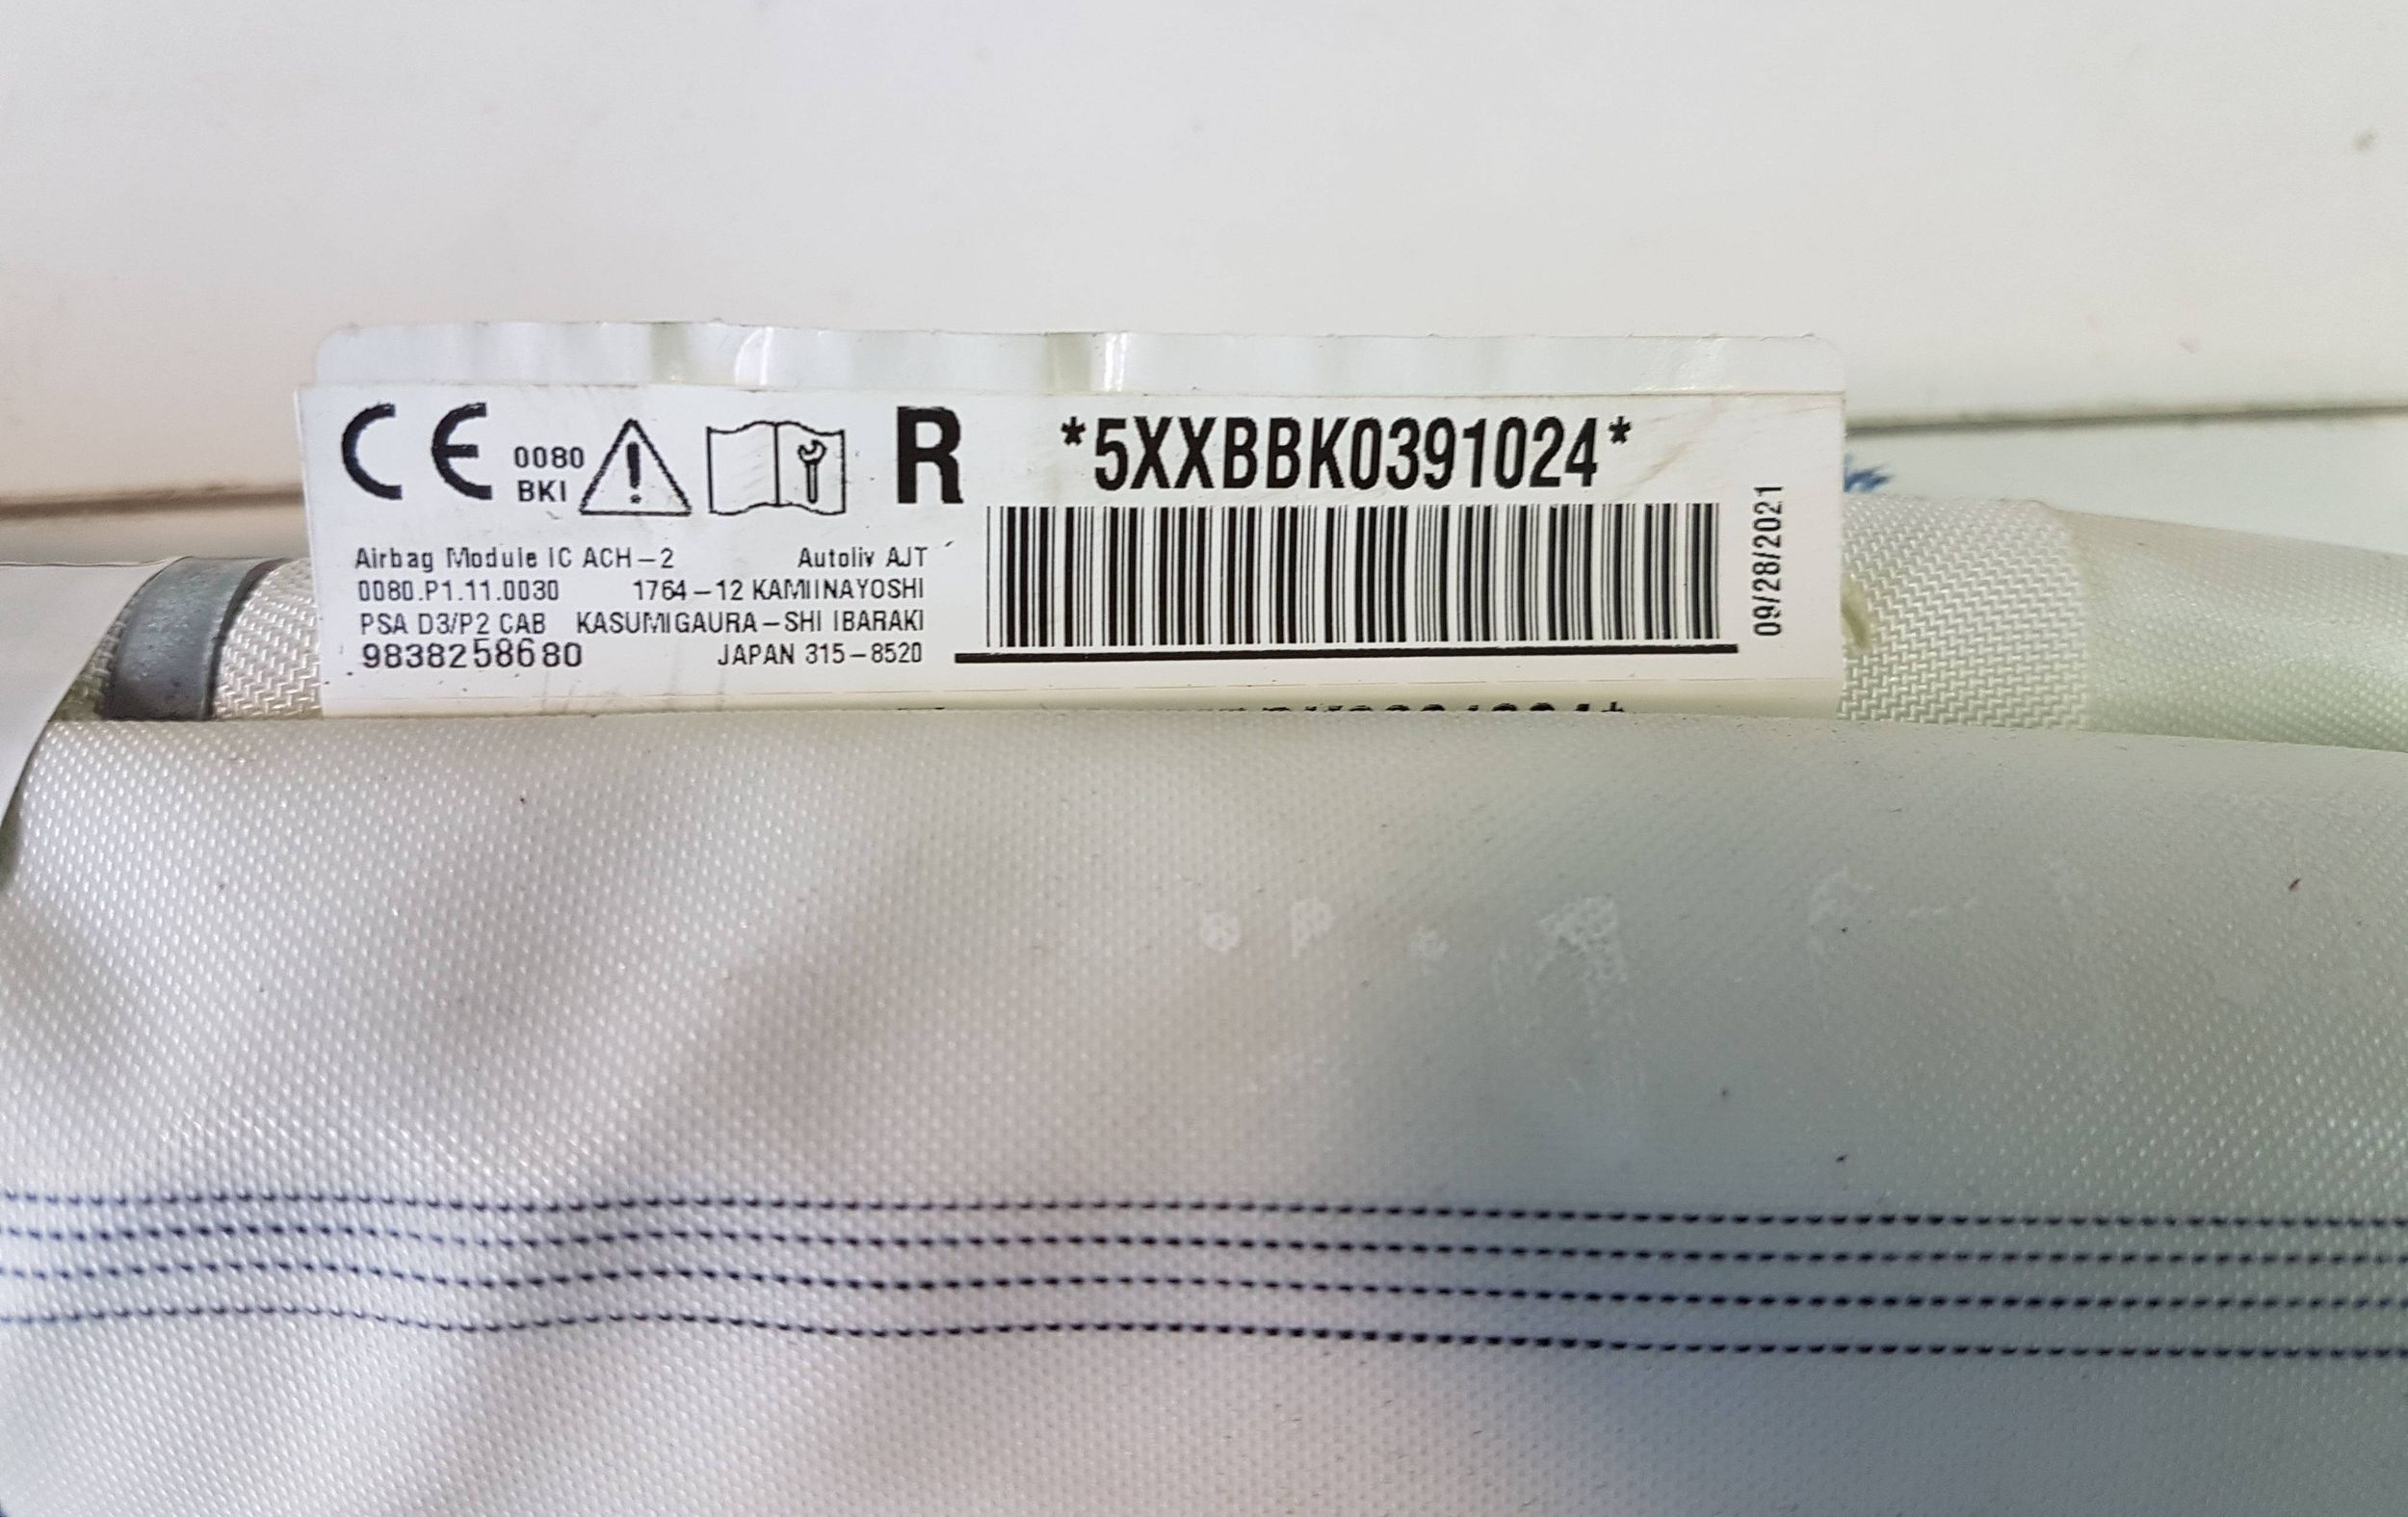 CE 0080 BKI R *5XXBBK0391024*
Airbag Module IC ACH-2 Autoliv AJT
0080.P1.11.0030 1764-12 KAMIINAYOSHI
PSA D3/P2 CAB KASUMIGAURA-SHI IBARAKI
9838258680 JAPAN 315-8520
09/28/2021